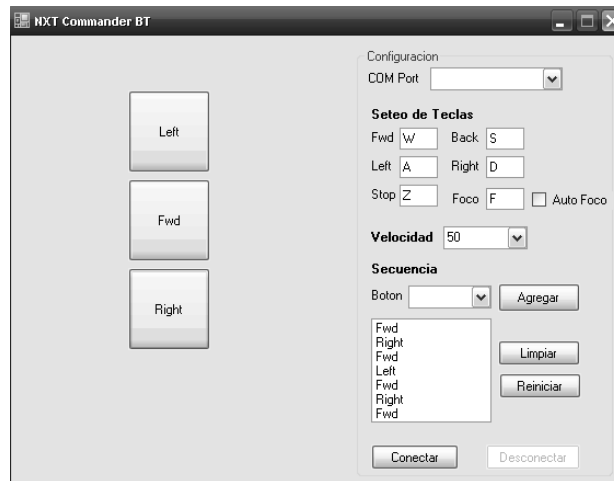 NXT Commander BT
Left
Fwd
Right
Configuracion
COM Port
Seteo de Teclas
Fwd W Back S
Left A Right D
Stop Z Foco F Auto Foco
Velocidad 50
Secuencia
Boton Agregar
Fwd
Right
Fwd
Left
Fwd
Right
Fwd
Limpiar
Reiniciar
Conectar Desconectar